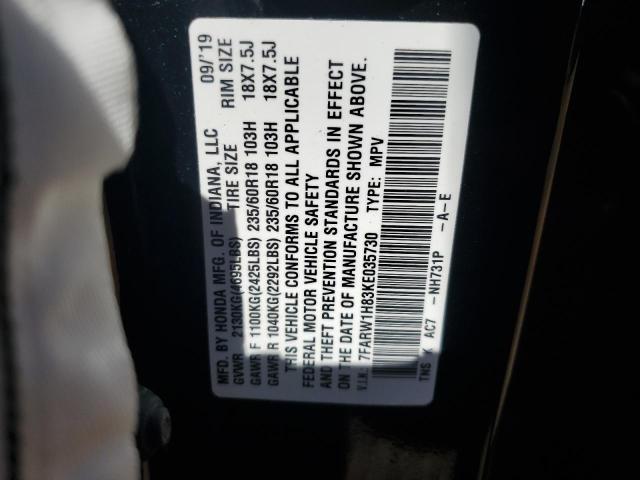 MFD. BY HONDA MFG. OF INDIANA, LLC 09/'19
GVWR 2130KG(4695LBS) TIRE SIZE RIM SIZE
GAWR F 1100KG(2425LBS) 235/60R18 103H 18X7.5J
GAWR R 1040KG(2292LBS) 235/60R18 103H 18X7.5J
THIS VEHICLE CONFORMS TO ALL APPLICABLE
FEDERAL MOTOR VEHICLE SAFETY
AND THEFT PREVENTION STANDARDS IN EFFECT
ON THE DATE OF MANUFACTURE SHOWN ABOVE.
V.I.N.: 7FARW1H83KE035730 TYPE: MPV
TNS K AC7 -NH731P -A-E